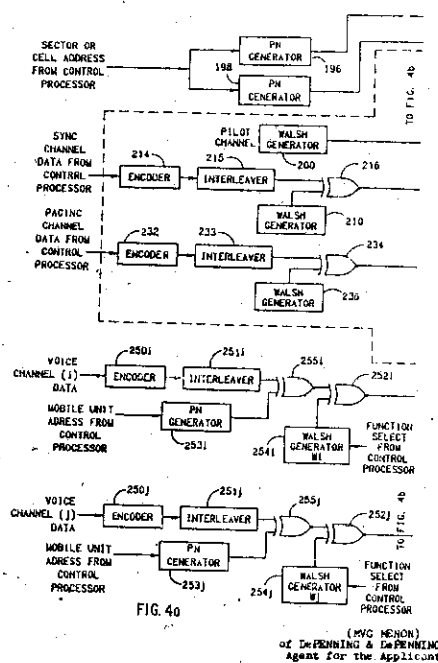 SECTOR OR
CELL ADDRESS
FROM CONTROL
PROCESSOR
PN
GENERATOR
196
198
PN
GENERATOR
TO FIG. 4b
SYNC
CHANNEL
DATA FROM
CONTROL
PROCESSOR
PILOT
CHANNEL
WALSH
GENERATOR
200
214
ENCODER
215
INTERLEAVER
216
WALSH
GENERATOR
210
PAGING
CHANNEL
DATA FROM
CONTROL
PROCESSOR
232
ENCODER
233
INTERLEAVER
234
WALSH
GENERATOR
236
VOICE
CHANNEL (i)
DATA
250i
ENCODER
251i
INTERLEAVER
255i
252i
MOBILE UNIT
ADRESS FROM
CONTROL
PROCESSOR
PN
GENERATOR
253i
254i
WALSH
GENERATOR
Wi
FUNCTION
SELECT
FROM
CONTROL
PROCESSOR
VOICE
CHANNEL (j)
DATA
250j
ENCODER
251j
INTERLEAVER
255j
252j
TO FIG. 4b
MOBILE UNIT
ADRESS FROM
CONTROL
PROCESSOR
PN
GENERATOR
253j
254j
WALSH
GENERATOR
Wj
FUNCTION
SELECT
FROM
CONTROL
PROCESSOR
FIG. 4a
(MVG MENON)
of DePENNING & DePENNING
Agent for the Applicant